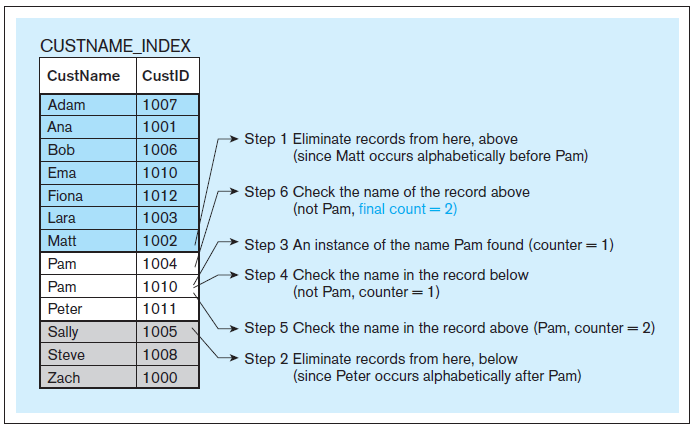 CUSTNAME_INDEX
CustName CustID
Adam 1007
Ana 1001
Bob 1006
Ema 1010
Fiona 1012
Lara 1003
Matt 1002
Pam 1004
Pam 1010
Peter 1011
Sally 1005
Steve 1008
Zach 1000
Step 1 Eliminate records from here, above
(since Matt occurs alphabetically before Pam)
Step 6 Check the name of the record above
(not Pam, final count = 2)
Step 3 An instance of the name Pam found (counter = 1)
Step 4 Check the name in the record below
(not Pam, counter = 1)
Step 5 Check the name in the record above (Pam, counter = 2)
Step 2 Eliminate records from here, below
(since Peter occurs alphabetically after Pam)